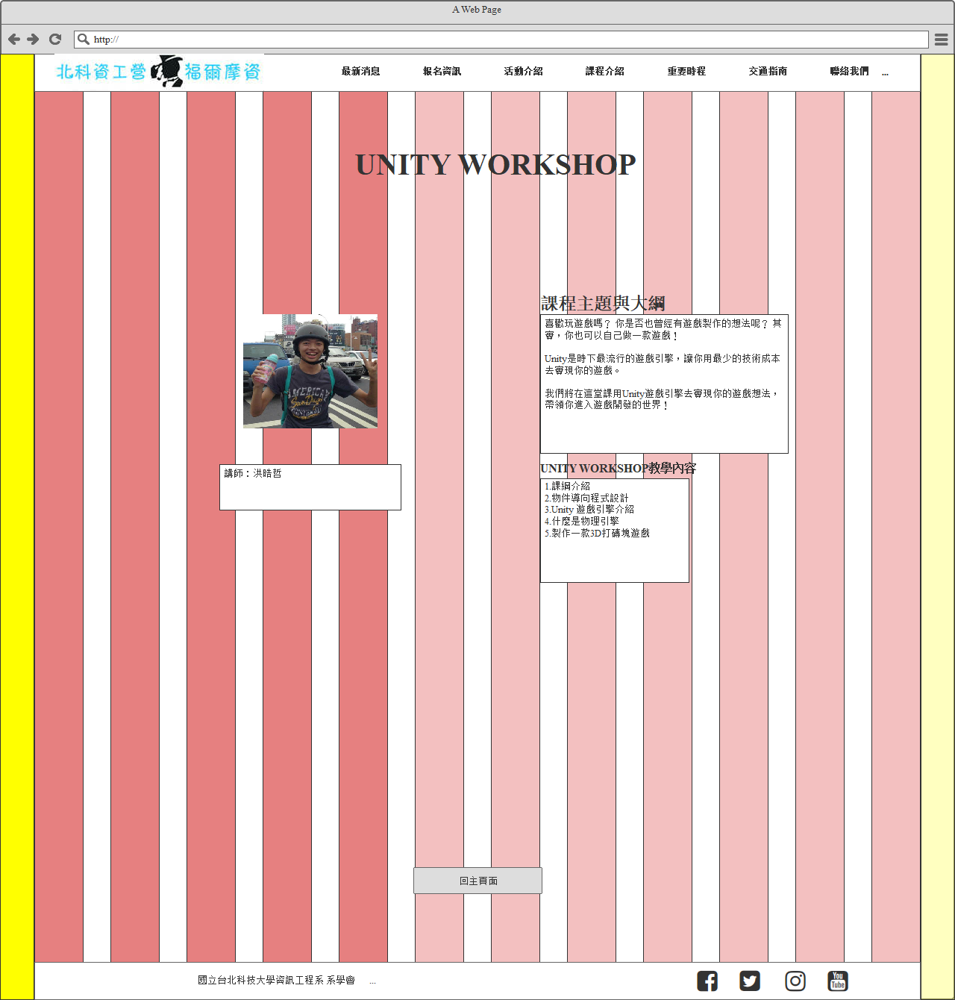 A Web Page
http://
北科資工營 福爾摩資
最新消息 報名資訊 活動介紹 課程介紹 重要時程 交通指南 聯絡我們 ...
UNITY WORKSHOP
課程主題與大綱
喜歡玩遊戲嗎？ 你是否也曾經有遊戲製作的想法呢？ 其
實，你也可以自己做一款遊戲！
Unity是時下最流行的遊戲引擎，讓你用最少的技術成本
去實現你的遊戲。
我們將在這堂課用Unity遊戲引擎去實現你的遊戲想法，
帶領你進入遊戲開發的世界！
AMERICAN
講師：洪晧哲
UNITY WORKSHOP教學內容
1.課綱介紹
2.物件導向程式設計
3.Unity 遊戲引擎介紹
4.什麼是物理引擎
5.製作一款3D打磚塊遊戲
回主頁面
國立台北科技大學資訊工程系 系學會 ...
You
Tube